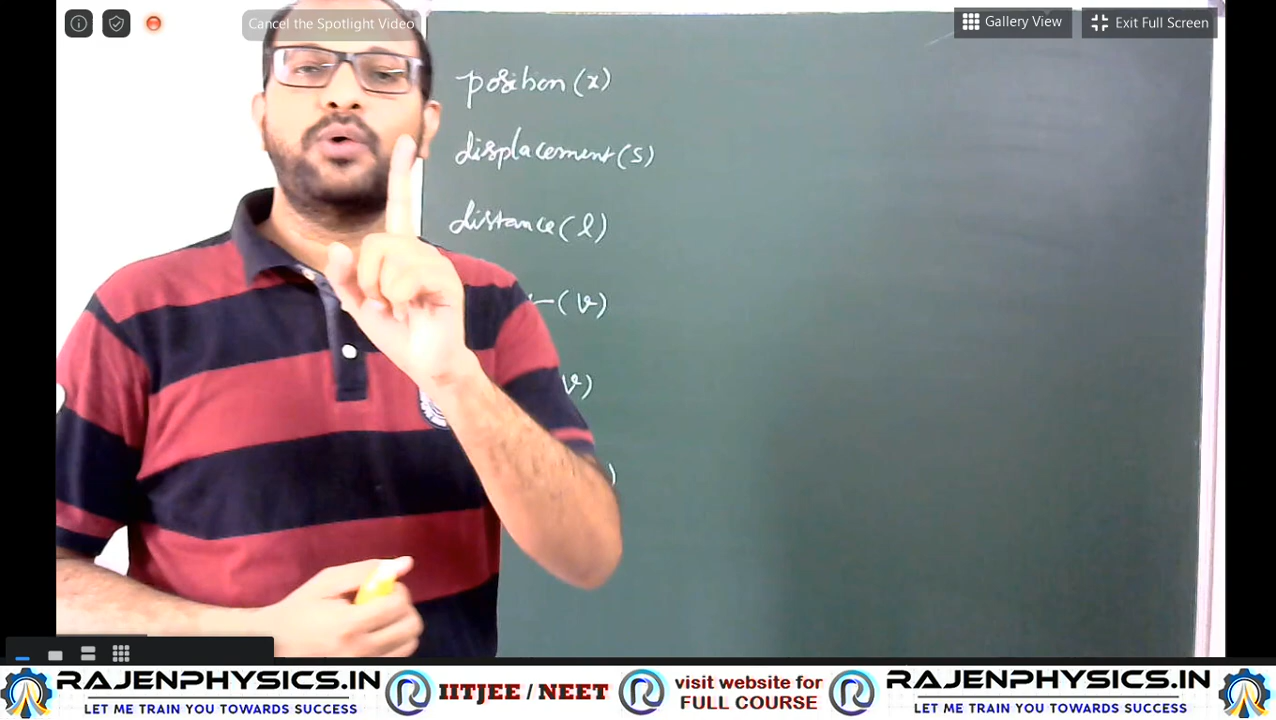 Cancel the Spotlight Video
Gallery View
Exit Full Screen
position (x)
displacement (s)
distance (l)
(v)
v)
)
RAJENPHYSICS.IN
LET ME TRAIN YOU TOWARDS SUCCESS
IITJEE / NEET
visit website for
FULL COURSE
RAJENPHYSICS.IN
LET ME TRAIN YOU TOWARDS SUCCESS